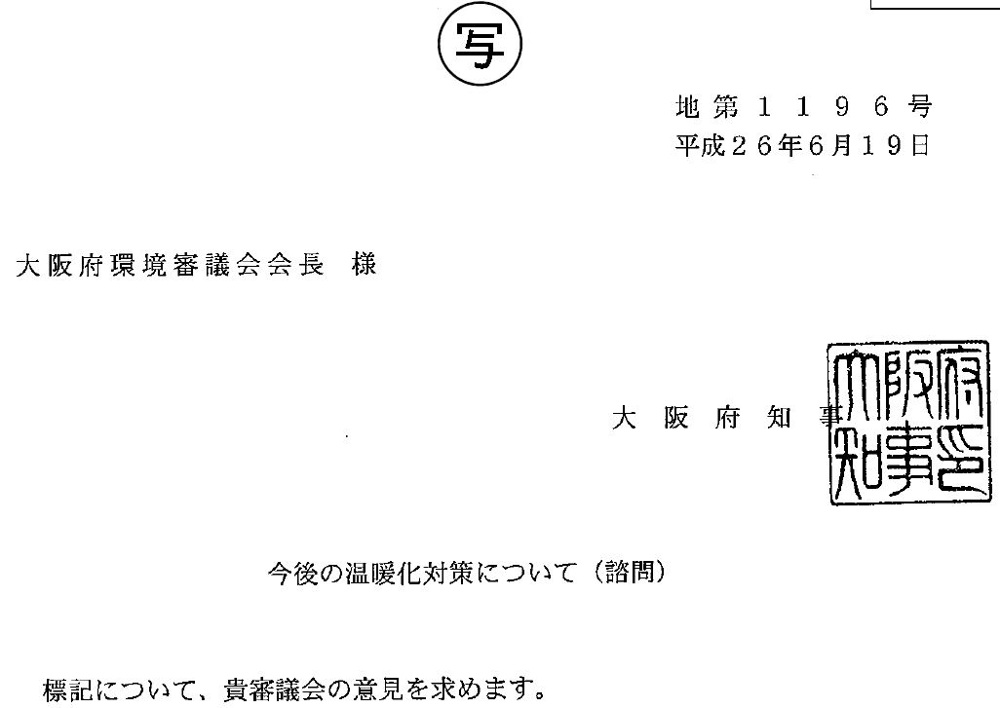 写
地第１１９６号
平成２６年６月１９日
大阪府環境審議会会長　様
大阪府知事
大阪府
知事印
今後の温暖化対策について（諮問）
標記について、貴審議会の意見を求めます。